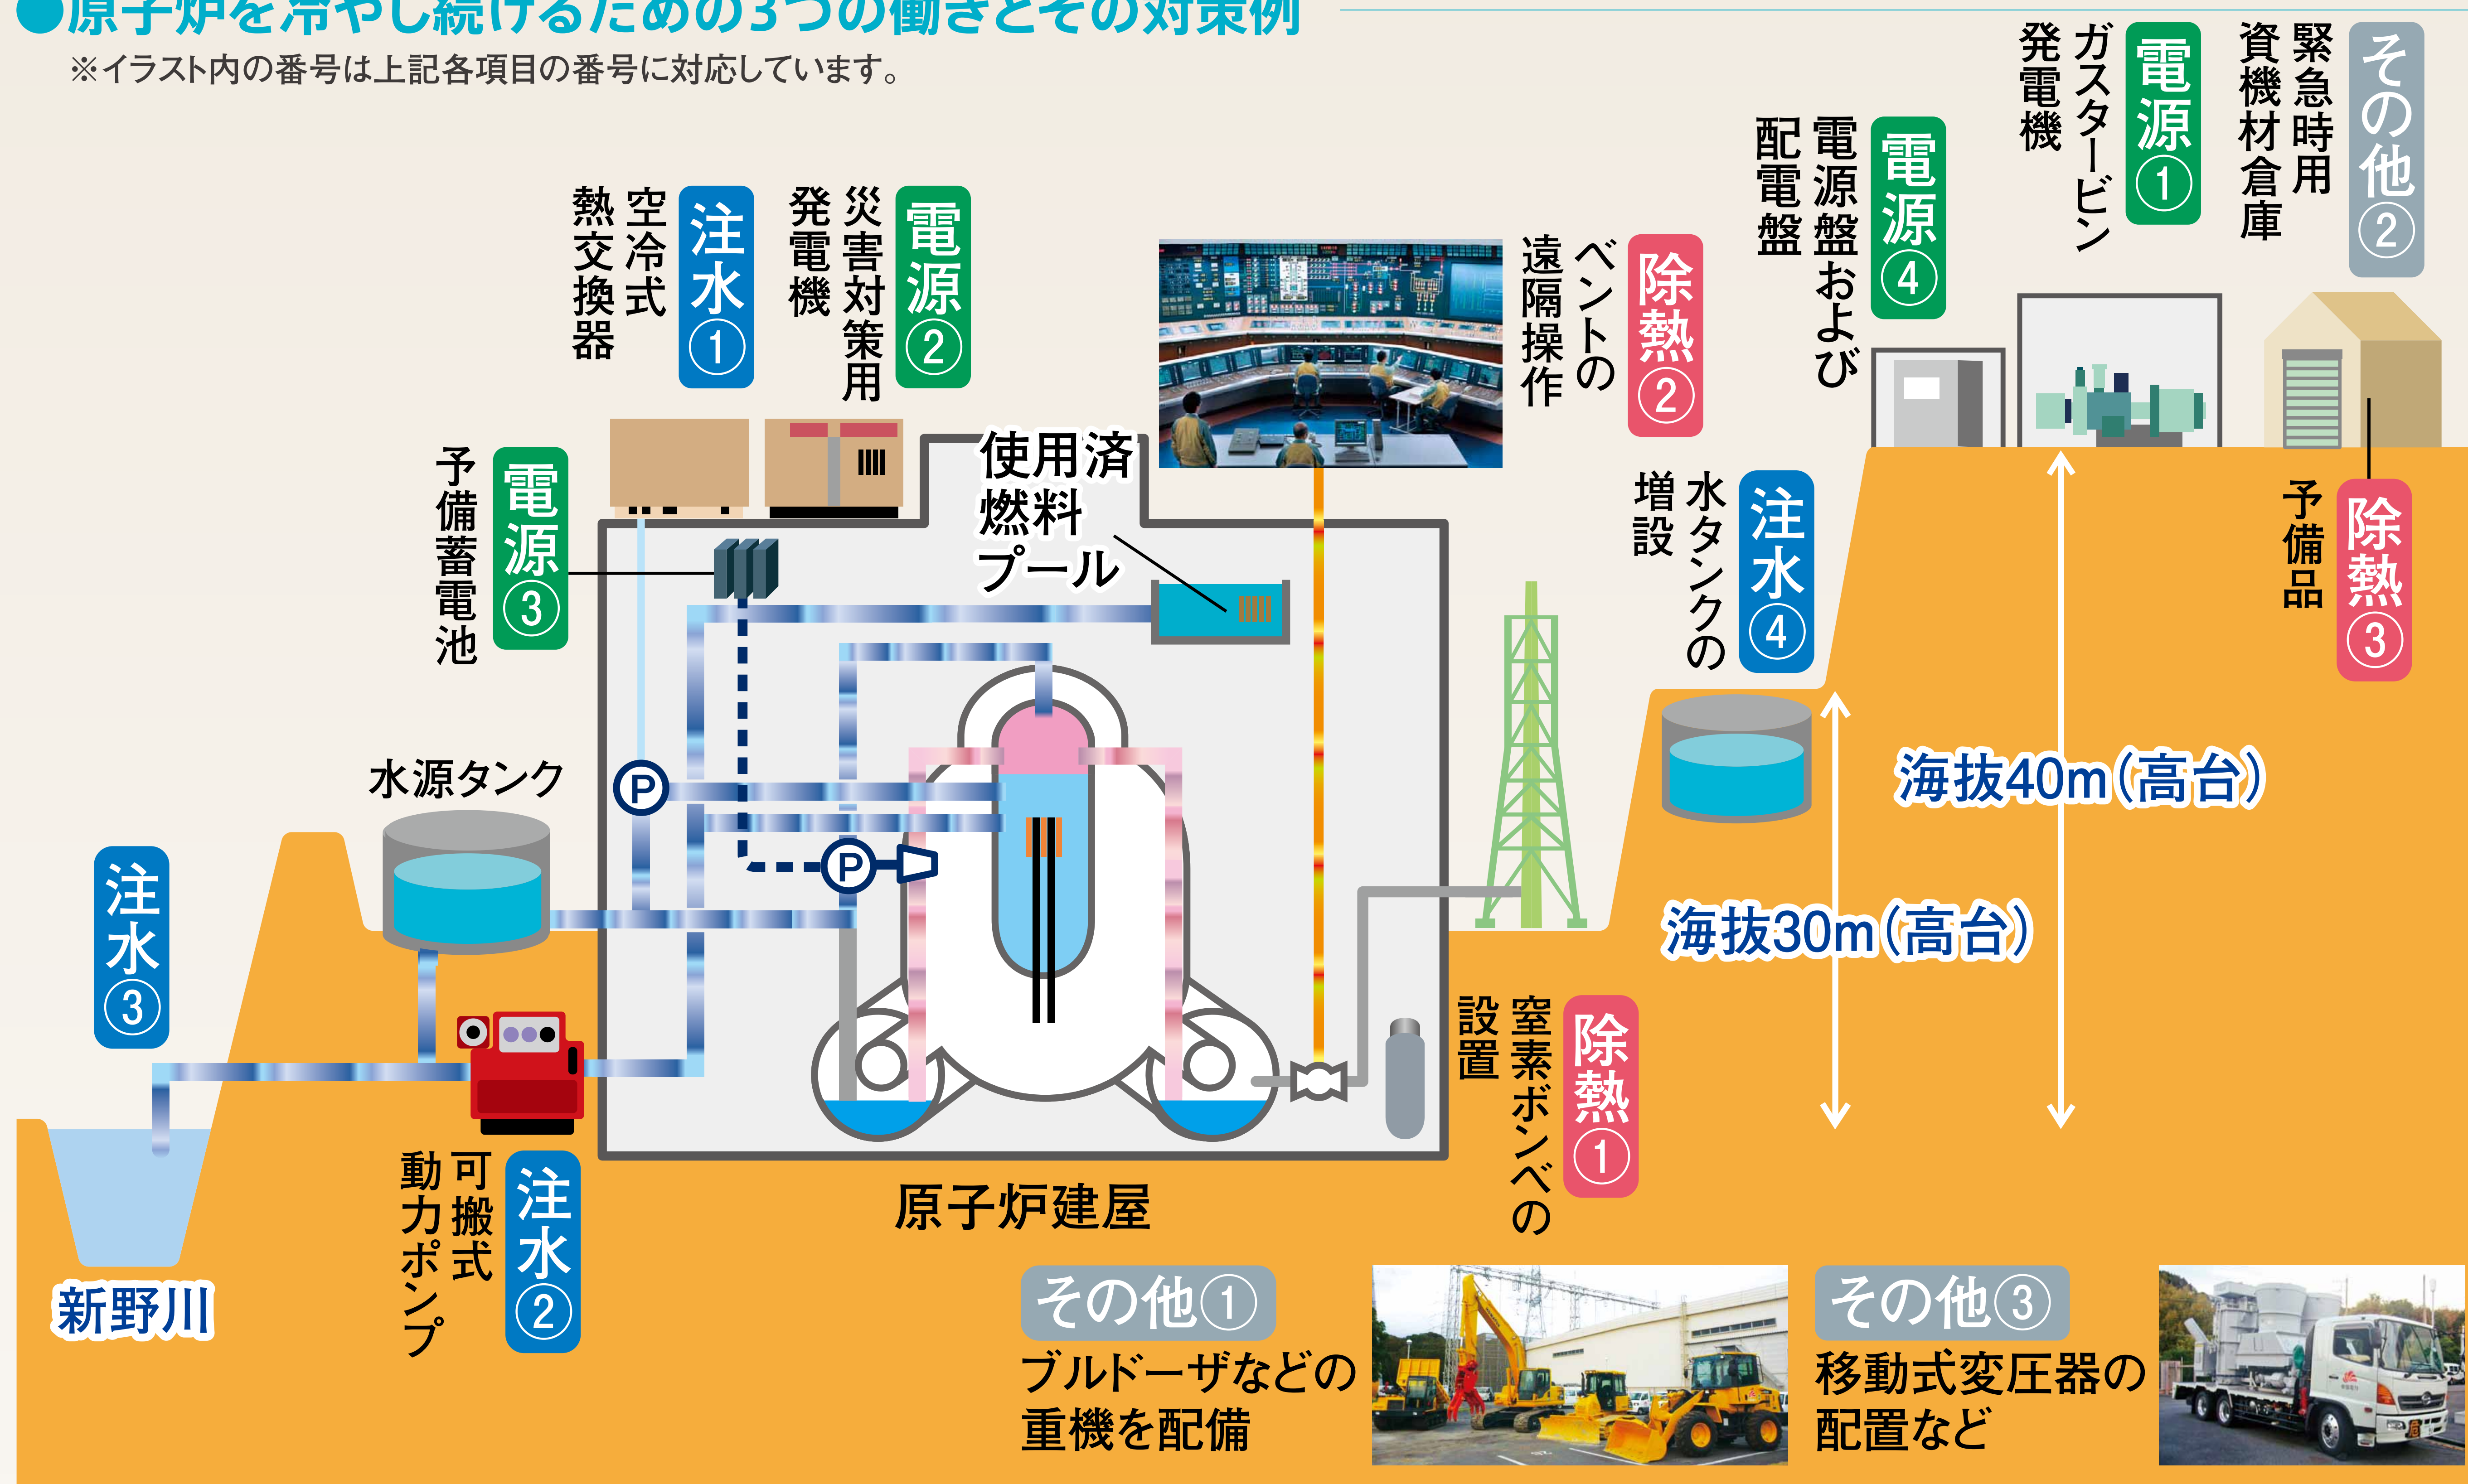 ●原子炉を冷やし続けるための3つの働きとその対策例
※イラスト内の番号は上記各項目の番号に対応しています。
その他②
緊急時用
資機材倉庫
電源①
ガスタービン
発電機
電源④
電源盤および
配電盤
除熱②
ベントの
遠隔操作
電源②
災害対策用
発電機
注水①
空冷式
熱交換器
電源③
予備蓄電池
使用済
燃料
プール
注水④
水タンクの
増設
除熱③
予備品
水源タンク
P
P
海抜40m（高台）
海抜30m（高台）
注水③
新野川
注水②
可搬式
動力ポンプ
原子炉建屋
除熱①
窒素ボンベの
設置
その他①
ブルドーザなどの
重機を配備
その他③
移動式変圧器の
配置など